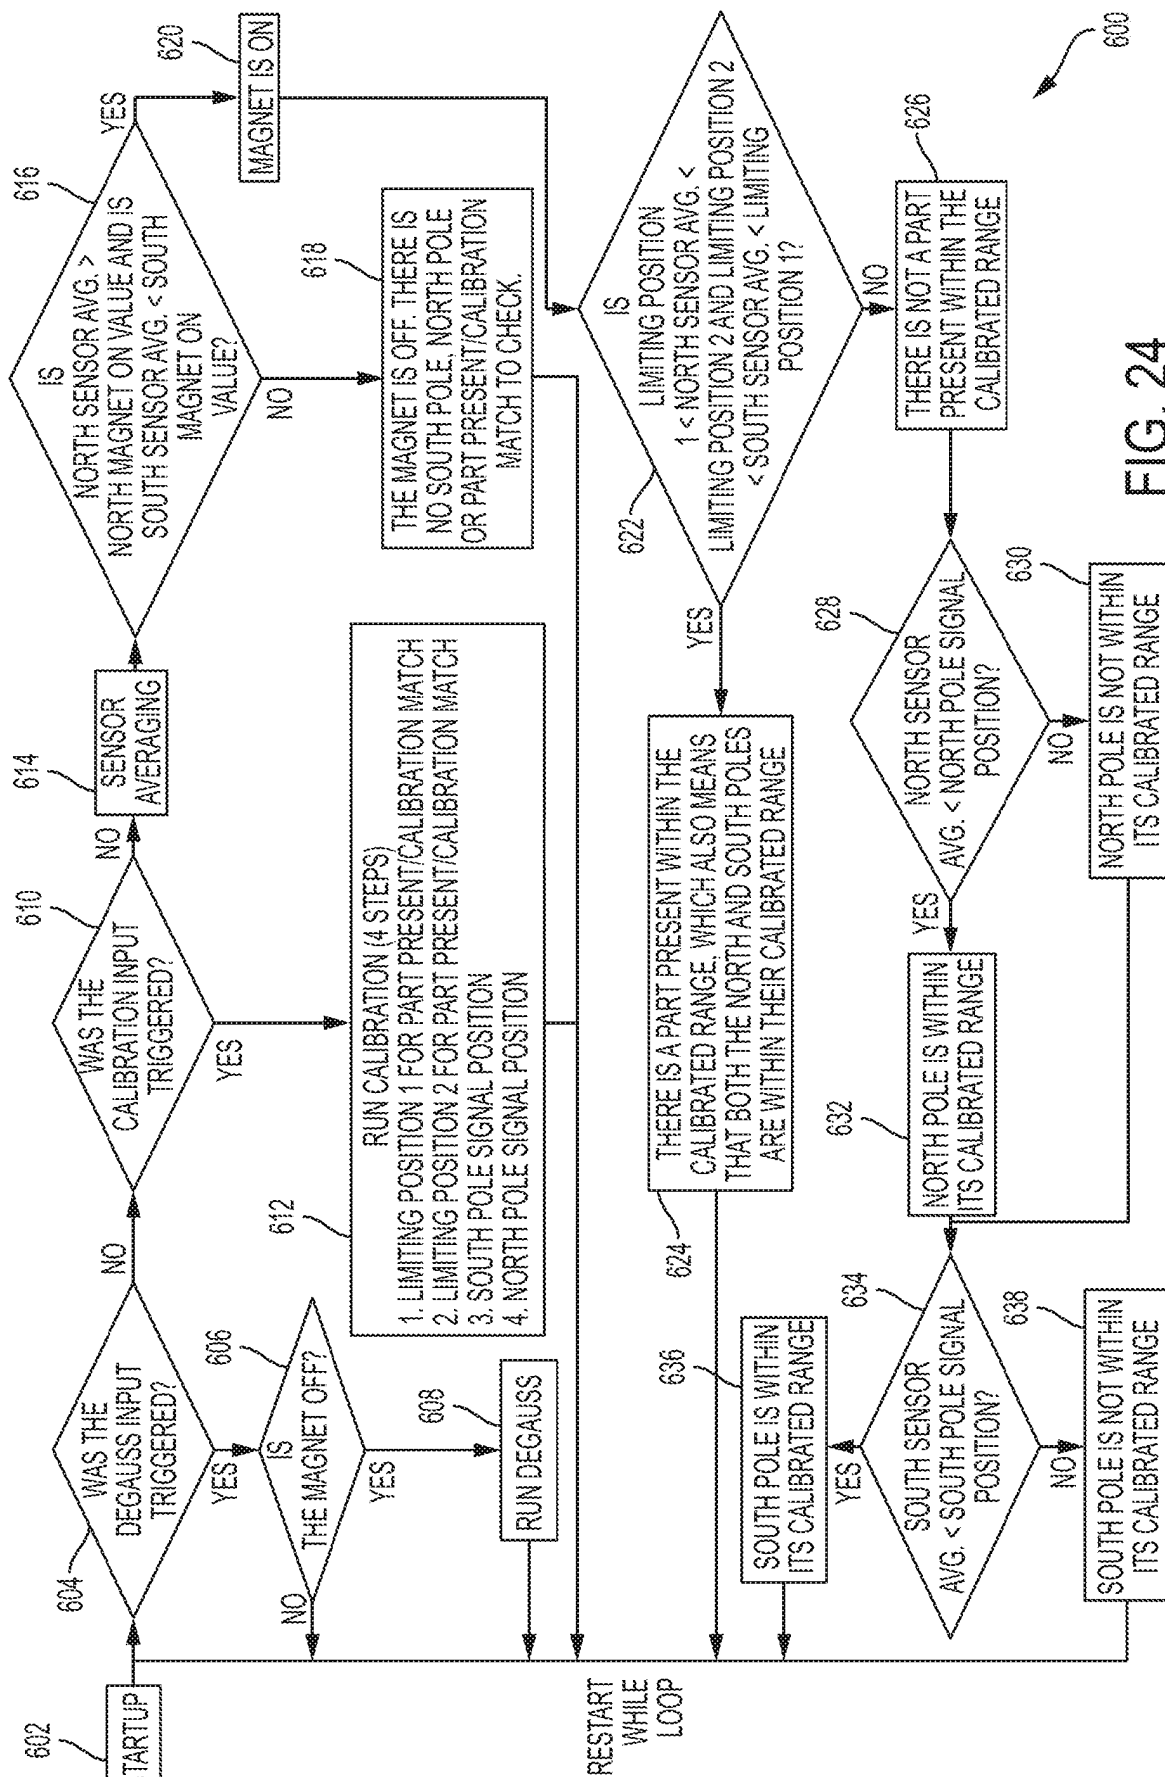 602
STARTUP
604
WAS THE
DEGAUSS INPUT
TRIGGERED?
NO
YES
606
IS
THE MAGNET OFF?
NO
YES
608
RUN DEGAUSS
610
WAS THE
CALIBRATION INPUT
TRIGGERED?
NO
YES
612
RUN CALIBRATION (4 STEPS)
1. LIMITING POSITION 1 FOR PART PRESENT/CALIBRATION MATCH
2. LIMITING POSITION 2 FOR PART PRESENT/CALIBRATION MATCH
3. SOUTH POLE SIGNAL POSITION
4. NORTH POLE SIGNAL POSITION
614
SENSOR
AVERAGING
616
IS
NORTH SENSOR AVG. >
NORTH MAGNET ON VALUE AND IS
SOUTH SENSOR AVG. < SOUTH
MAGNET ON
VALUE?
YES
NO
618
THE MAGNET IS OFF. THERE IS
NO SOUTH POLE, NORTH POLE
OR PART PRESENT/CALIBRATION
MATCH TO CHECK.
620
MAGNET IS ON
RESTART
WHILE
LOOP
622
IS
LIMITING POSITION
1 < NORTH SENSOR AVG. <
LIMITING POSITION 2 AND LIMITING POSITION 2
< SOUTH SENSOR AVG. < LIMITING
POSITION 1?
YES
NO
624
THERE IS A PART PRESENT WITHIN THE
CALIBRATED RANGE, WHICH ALSO MEANS
THAT BOTH THE NORTH AND SOUTH POLES
ARE WITHIN THEIR CALIBRATED RANGE
626
THERE IS NOT A PART
PRESENT WITHIN THE
CALIBRATED RANGE
628
NORTH SENSOR
AVG. < NORTH POLE SIGNAL
POSITION?
YES
NO
630
NORTH POLE IS NOT WITHIN
ITS CALIBRATED RANGE
632
NORTH POLE IS WITHIN
ITS CALIBRATED RANGE
634
SOUTH SENSOR
AVG. < SOUTH POLE SIGNAL
POSITION?
YES
NO
636
SOUTH POLE IS WITHIN
ITS CALIBRATED RANGE
638
SOUTH POLE IS NOT WITHIN
ITS CALIBRATED RANGE
600
FIG. 24